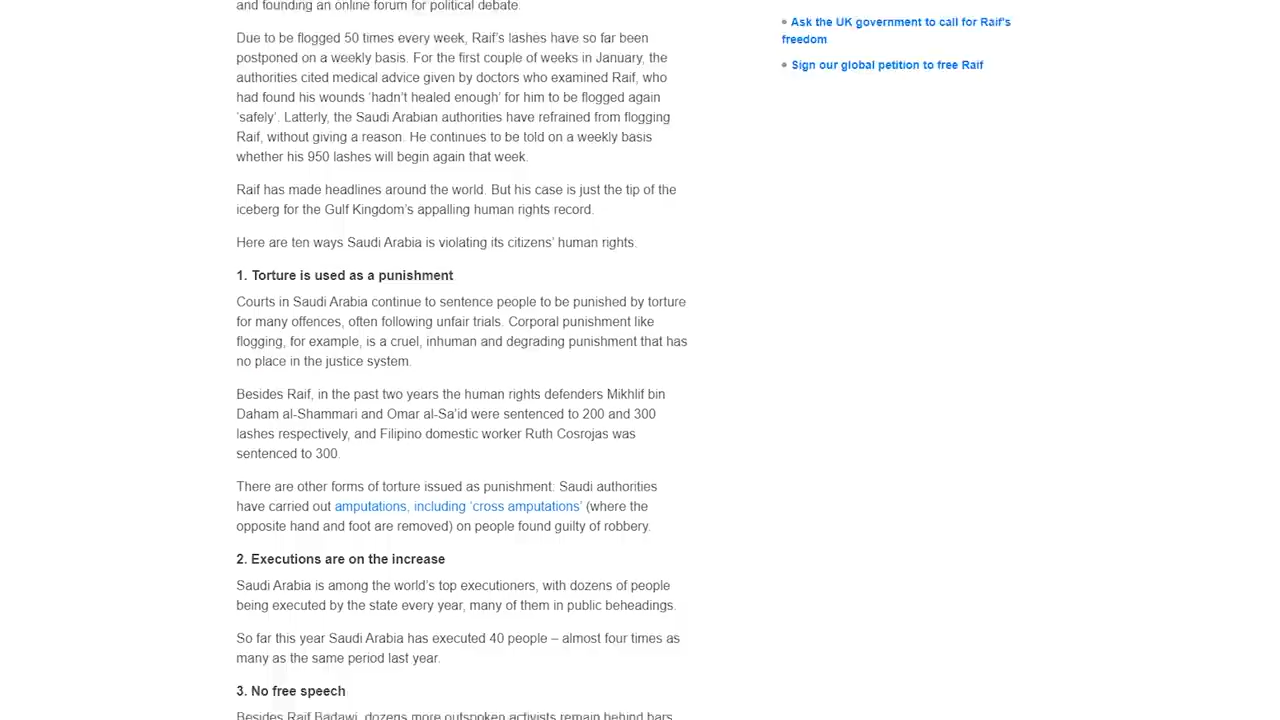 and founding an online forum for political debate.
Due to be flogged 50 times every week, Raif's lashes have so far been
postponed on a weekly basis. For the first couple of weeks in January, the
authorities cited medical advice given by doctors who examined Raif, who
had found his wounds ‘hadn’t healed enough’ for him to be flogged again
‘safely’. Latterly, the Saudi Arabian authorities have refrained from flogging
Raif, without giving a reason. He continues to be told on a weekly basis
whether his 950 lashes will begin again that week.
Raif has made headlines around the world. But his case is just the tip of the
iceberg for the Gulf Kingdom’s appalling human rights record.
Here are ten ways Saudi Arabia is violating its citizens’ human rights.
1. Torture is used as a punishment
Courts in Saudi Arabia continue to sentence people to be punished by torture
for many offences, often following unfair trials. Corporal punishment like
flogging, for example, is a cruel, inhuman and degrading punishment that has
no place in the justice system.
Besides Raif, in the past two years the human rights defenders Mikhlif bin
Daham al-Shammari and Omar al-Sa’id were sentenced to 200 and 300
lashes respectively, and Filipino domestic worker Ruth Cosrojas was
sentenced to 300.
There are other forms of torture issued as punishment: Saudi authorities
have carried out amputations, including ‘cross amputations’ (where the
opposite hand and foot are removed) on people found guilty of robbery.
2. Executions are on the increase
Saudi Arabia is among the world’s top executioners, with dozens of people
being executed by the state every year, many of them in public beheadings.
So far this year Saudi Arabia has executed 40 people – almost four times as
many as the same period last year.
3. No free speech
Besides Raif Badawi, dozens more outspoken activists remain behind bars,
• Ask the UK government to call for Raif's
freedom
• Sign our global petition to free Raif